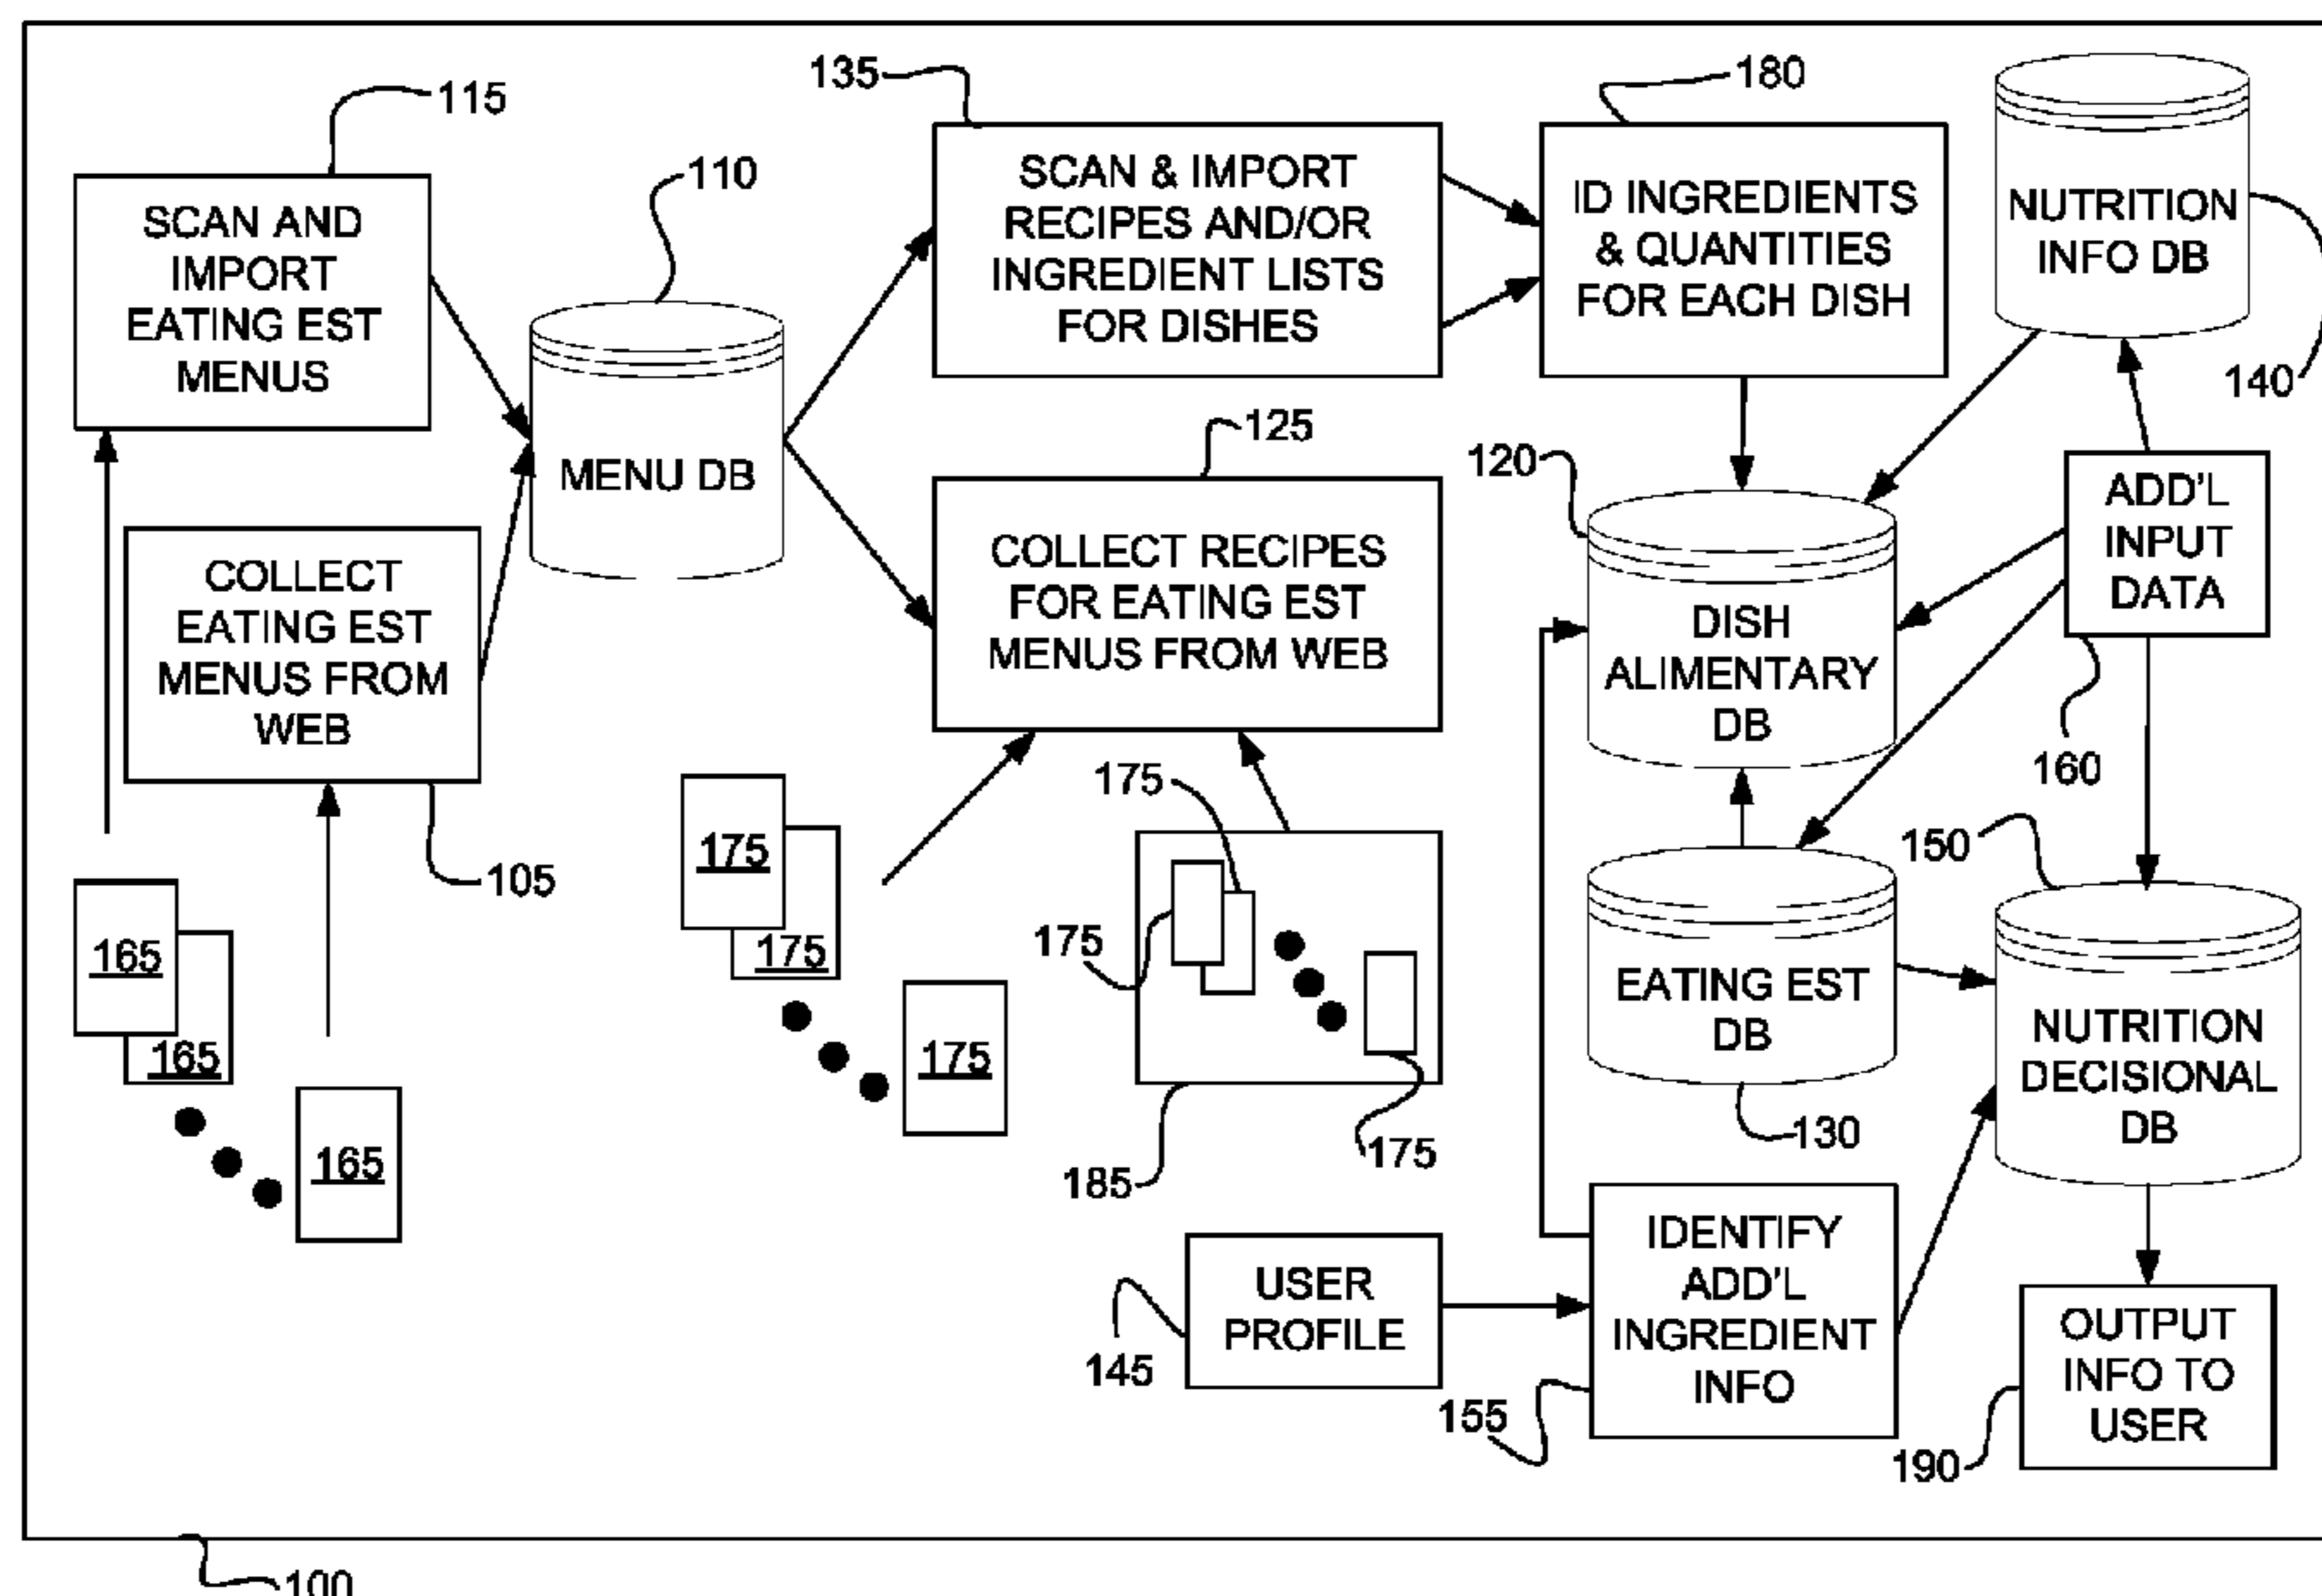 115
SCAN AND
IMPORT
EATING EST
MENUS
COLLECT
EATING EST
MENUS FROM
WEB
105
165
165
165
110
MENU DB
135
SCAN & IMPORT
RECIPES AND/OR
INGREDIENT LISTS
FOR DISHES
125
COLLECT RECIPES
FOR EATING EST
MENUS FROM WEB
175
175
175
175
175
175
185
180
ID INGREDIENTS
& QUANTITIES
FOR EACH DISH
NUTRITION
INFO DB
140
120
DISH
ALIMENTARY
DB
ADD'L
INPUT
DATA
160
EATING EST
DB
130
150
NUTRITION
DECISIONAL
DB
USER
PROFILE
145
IDENTIFY
ADD'L
INGREDIENT
INFO
155
OUTPUT
INFO TO
USER
190
100